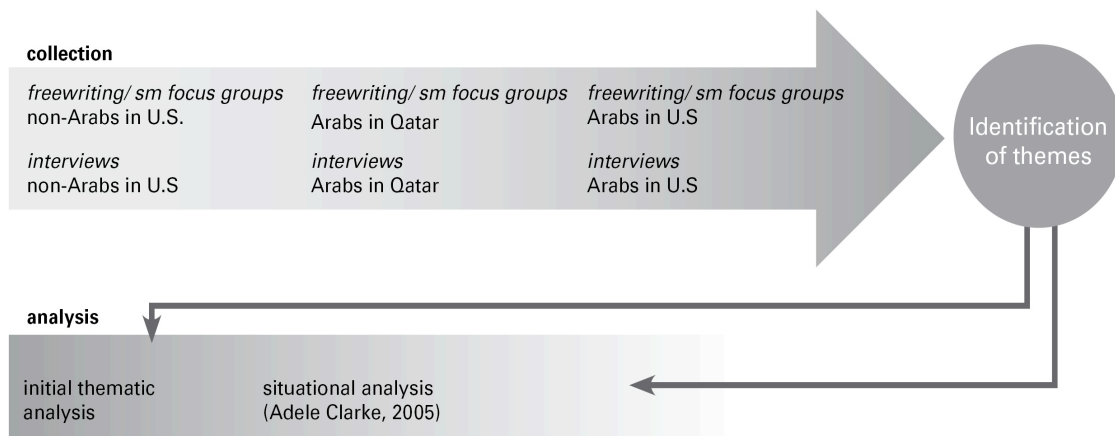 collection
freewriting/ sm focus groups
non-Arabs in U.S.
freewriting/ sm focus groups
Arabs in Qatar
freewriting/ sm focus groups
Arabs in U.S
interviews
non-Arabs in U.S
interviews
Arabs in Qatar
interviews
Arabs in U.S
Identification
of themes
analysis
initial thematic
analysis
situational analysis
(Adele Clarke, 2005)